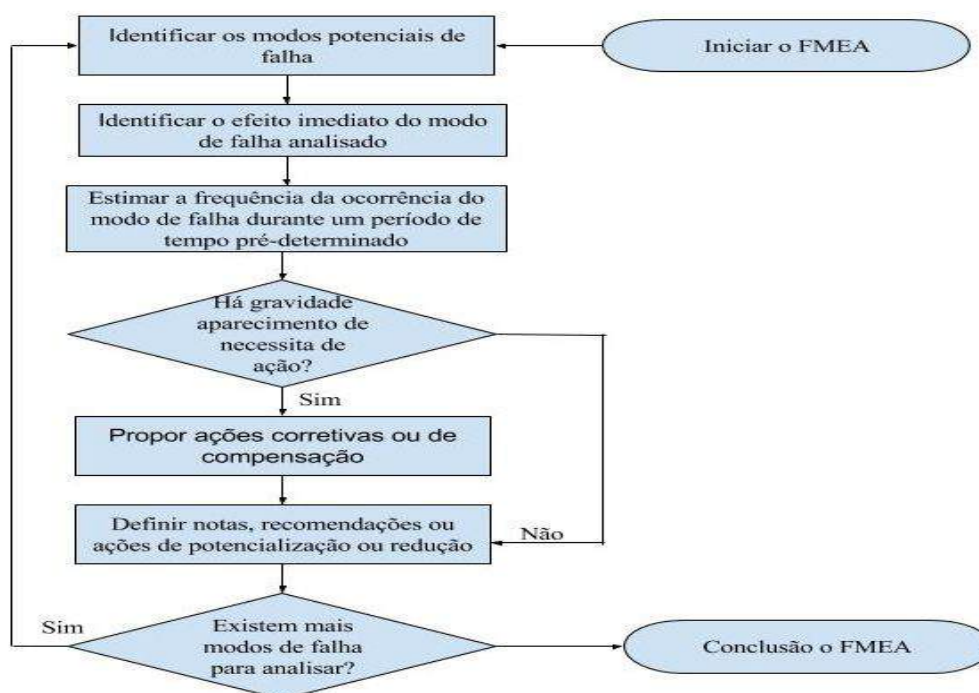 Identificar os modos potenciais de
falha
Iniciar o FMEA
Identificar o efeito imediato do modo
de falha analisado
Estimar a frequência da ocorrência do
modo de falha durante um período de
tempo pré-determinado
Há gravidade
aparecimento de
necessita de
ação?
Sim
Propor ações corretivas ou de
compensação
Definir notas, recomendações ou
ações de potencialização ou redução
Não
Sim
Existem mais
modos de falha
para analisar?
Conclusão o FMEA